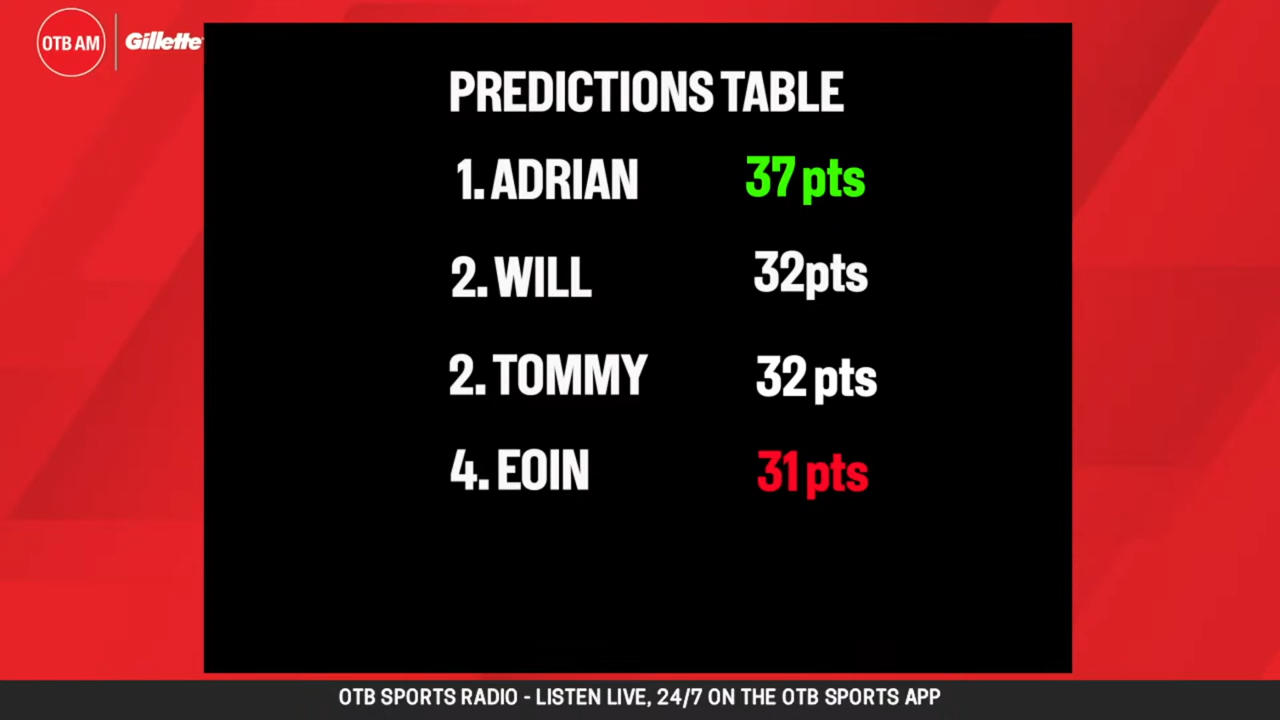 OTB AM
Gillette
PREDICTIONS TABLE
1. ADRIAN 37 pts
2. WILL 32pts
2. TOMMY 32 pts
4. EOIN 31 pts
OTB SPORTS RADIO - LISTEN LIVE, 24/7 ON THE OTB SPORTS APP